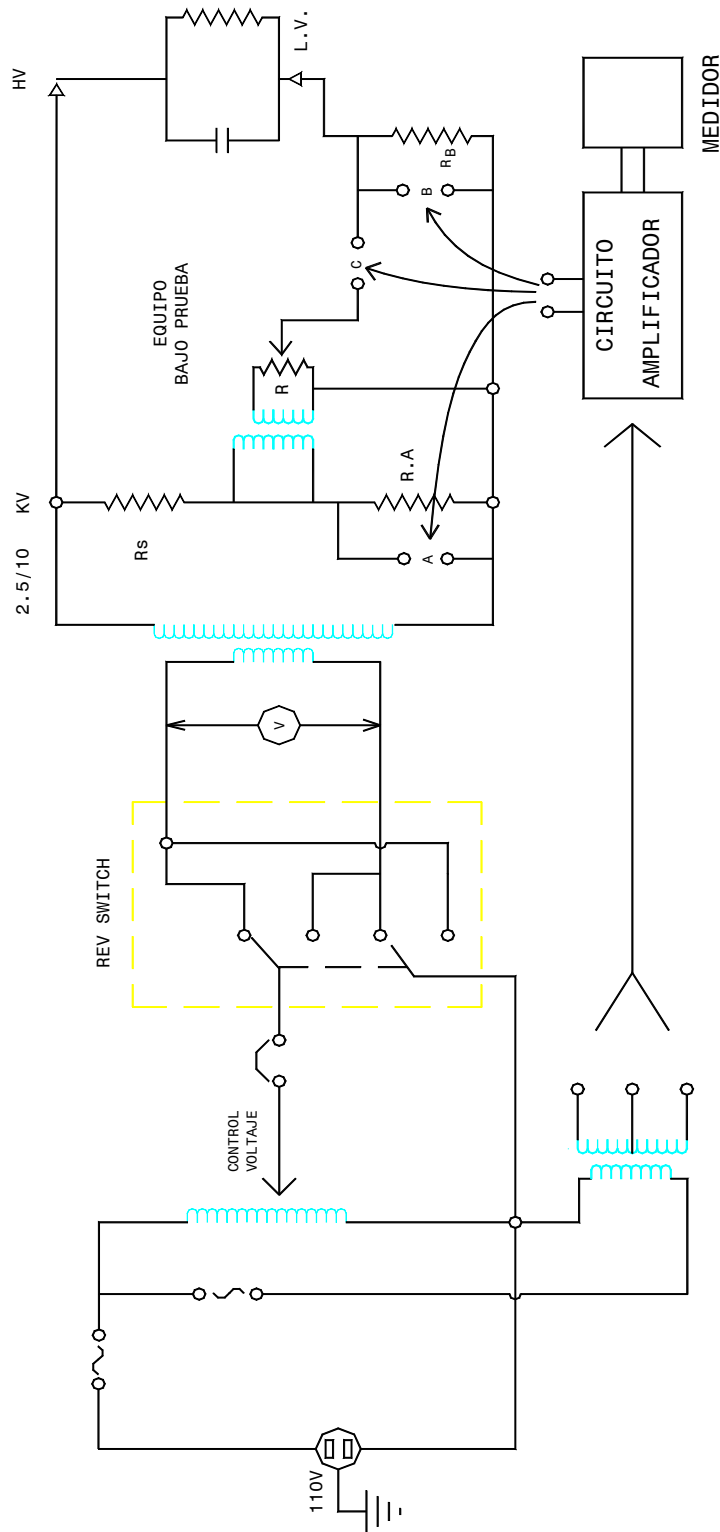 HV
L.V.
2.5/10 KV
EQUIPO
BAJO PRUEBA
Rs
R
R.A
RB
A
B
C
V
REV SWITCH
CONTROL
VOLTAJE
110V
CIRCUITO
AMPLIFICADOR
MEDIDOR